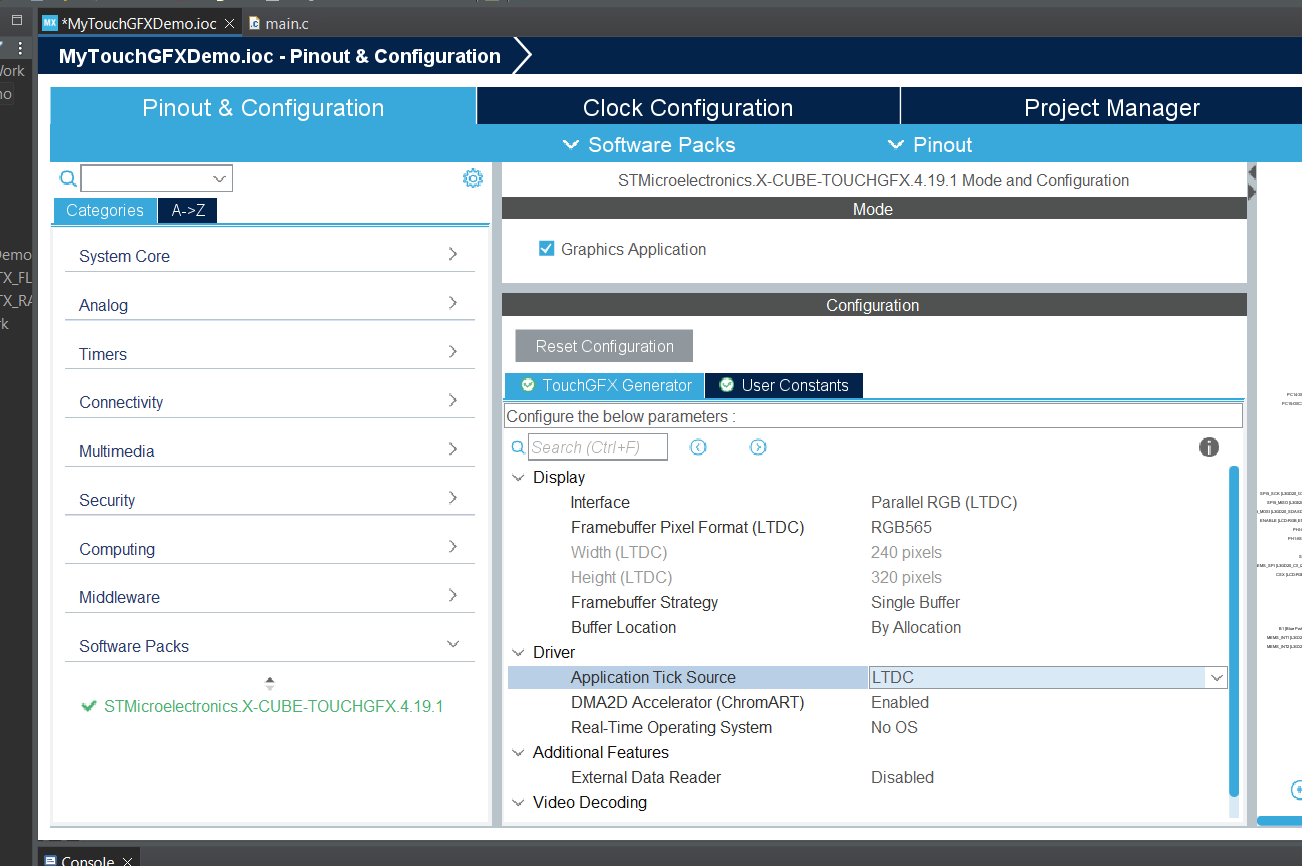 *MyTouchGFXDemo.ioc
main.c
MyTouchGFXDemo.ioc - Pinout & Configuration
Pinout & Configuration
Clock Configuration
Project Manager
Software Packs
Pinout
Categories
A->Z
System Core
Analog
Timers
Connectivity
Multimedia
Security
Computing
Middleware
Software Packs
STMicroelectronics.X-CUBE-TOUCHGFX.4.19.1
STMicroelectronics.X-CUBE-TOUCHGFX.4.19.1 Mode and Configuration
Mode
Graphics Application
Configuration
Reset Configuration
TouchGFX Generator
User Constants
Configure the below parameters :
Search (Ctrl+F)
Display
Interface Parallel RGB (LTDC)
Framebuffer Pixel Format (LTDC) RGB565
Width (LTDC) 240 pixels
Height (LTDC) 320 pixels
Framebuffer Strategy Single Buffer
Buffer Location By Allocation
Driver
Application Tick Source LTDC
DMA2D Accelerator (ChromART) Enabled
Real-Time Operating System No OS
Additional Features
External Data Reader Disabled
Video Decoding
Console